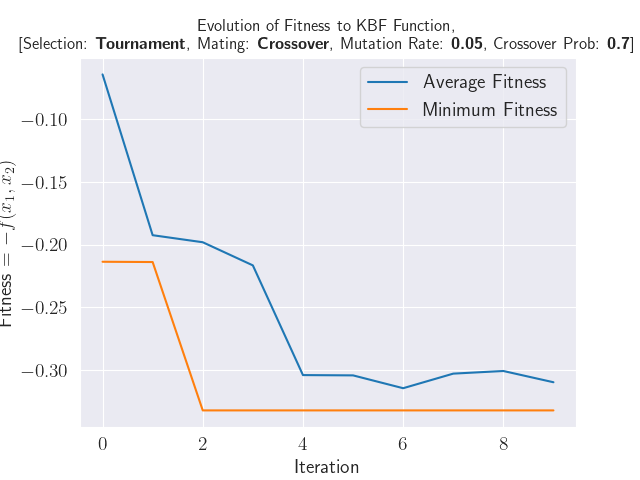 Evolution of Fitness to KBF Function,
[Selection: Tournament, Mating: Crossover, Mutation Rate: 0.05, Crossover Prob: 0.7]
Average Fitness
Minimum Fitness
−0.10
−0.15
−0.20
−0.25
−0.30
Fitness = −f(x₁, x₂)
0 2 4 6 8
Iteration